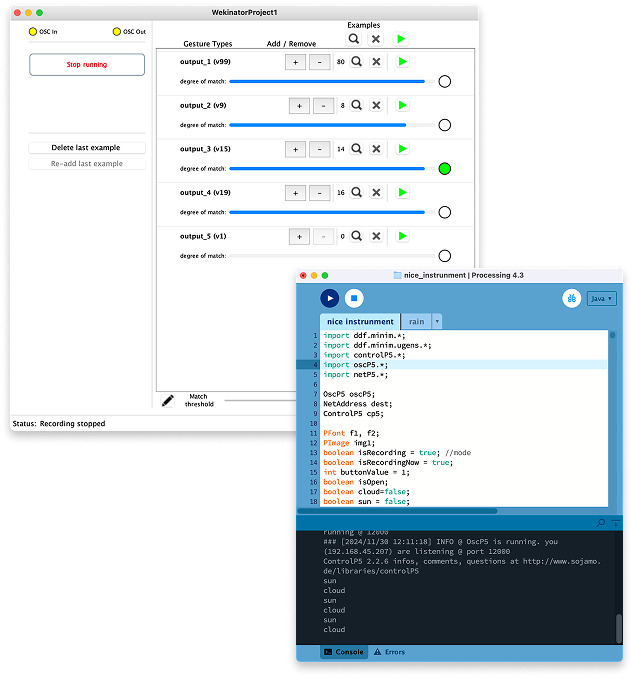 WekinatorProject1
OSC In
OSC Out
Stop running
Delete last example
Re-add last example
Examples
Gesture Types
Add / Remove
output_1 (v99)
+
-
80
degree of match:
output_2 (v9)
+
-
8
degree of match:
output_3 (v15)
+
-
14
degree of match:
output_4 (v19)
+
-
16
degree of match:
output_5 (v1)
+
-
0
degree of match:
Match
threshold
Status: Recording stopped
nice_instrunment | Processing 4.3
Java ▾
nice instrunment
rain
1 import ddf.minim.*;
2 import ddf.minim.ugens.*;
3 import controlP5.*;
4 import oscP5.*;
5 import netP5.*;
6
7 OscP5 oscP5;
8 NetAddress dest;
9 ControlP5 cp5;
10
11 PFont f1, f2;
12 PImage img1;
13 boolean isRecording = true; //mode
14 boolean isRecordingNow = true;
15 int buttonValue = 1;
16 boolean isOpen;
17 boolean cloud=false;
18 boolean sun = false;
running @ 12000
### [2024/11/30 12:11:18] INFO @ OscP5 is running. you
(192.168.45.207) are listening @ port 12000
ControlP5 2.2.6 infos, comments, questions at http://www.sojamo.
de/libraries/controlP5
sun
cloud
sun
cloud
sun
cloud
Console
Errors